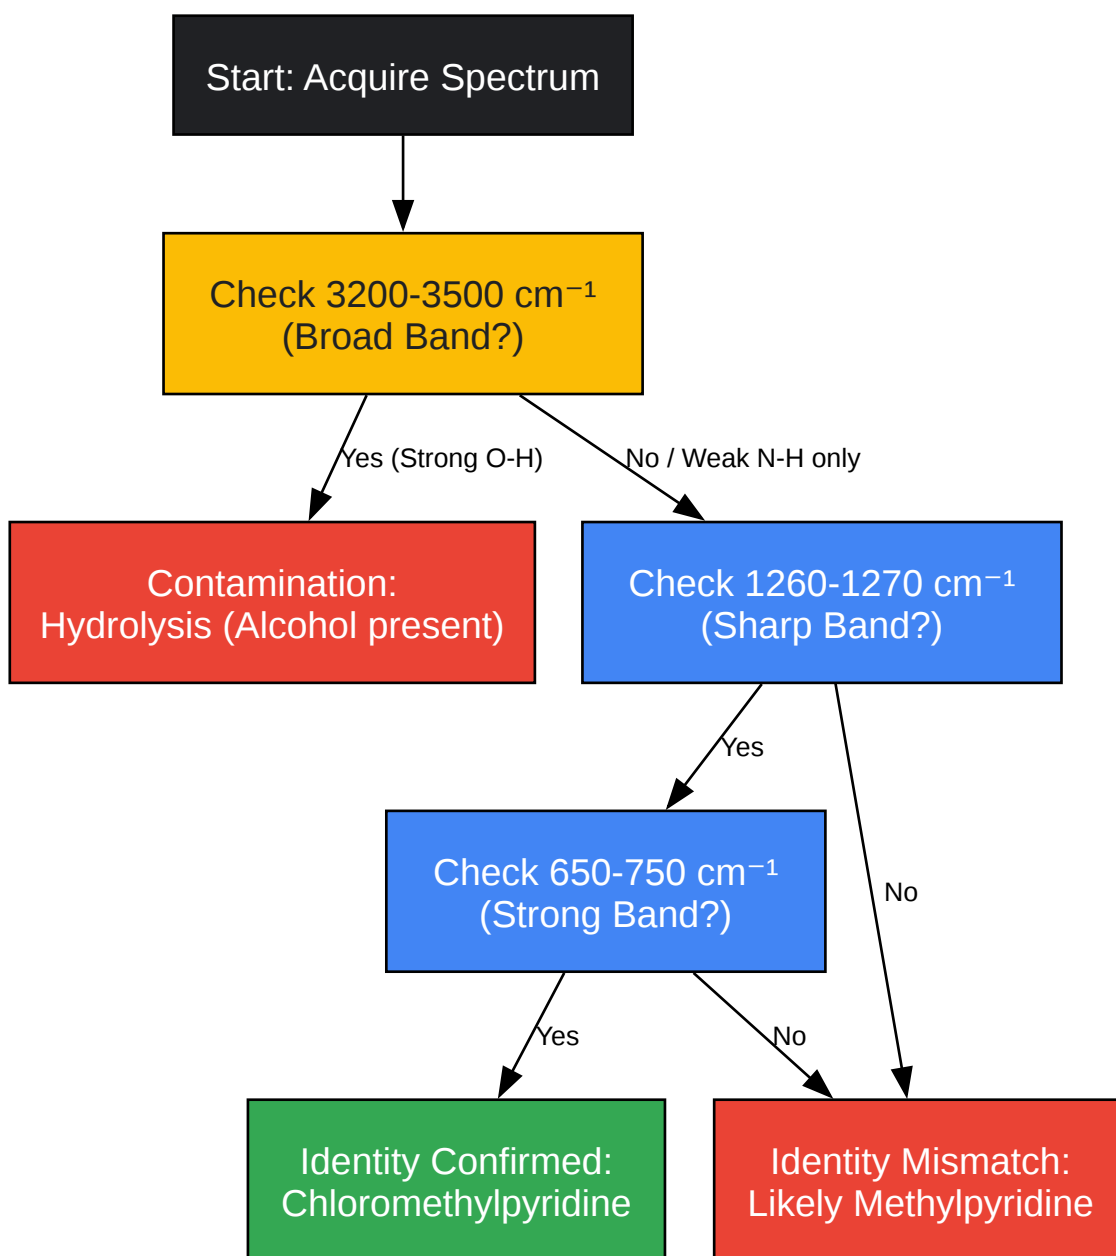 Start: Acquire Spectrum
Check 3200-3500 cm⁻¹
(Broad Band?)
Yes (Strong O-H)
No / Weak N-H only
Contamination:
Hydrolysis (Alcohol present)
Check 1260-1270 cm⁻¹
(Sharp Band?)
Yes
Check 650-750 cm⁻¹
(Strong Band?)
No
Yes
No
Identity Confirmed:
Chloromethylpyridine
Identity Mismatch:
Likely Methylpyridine